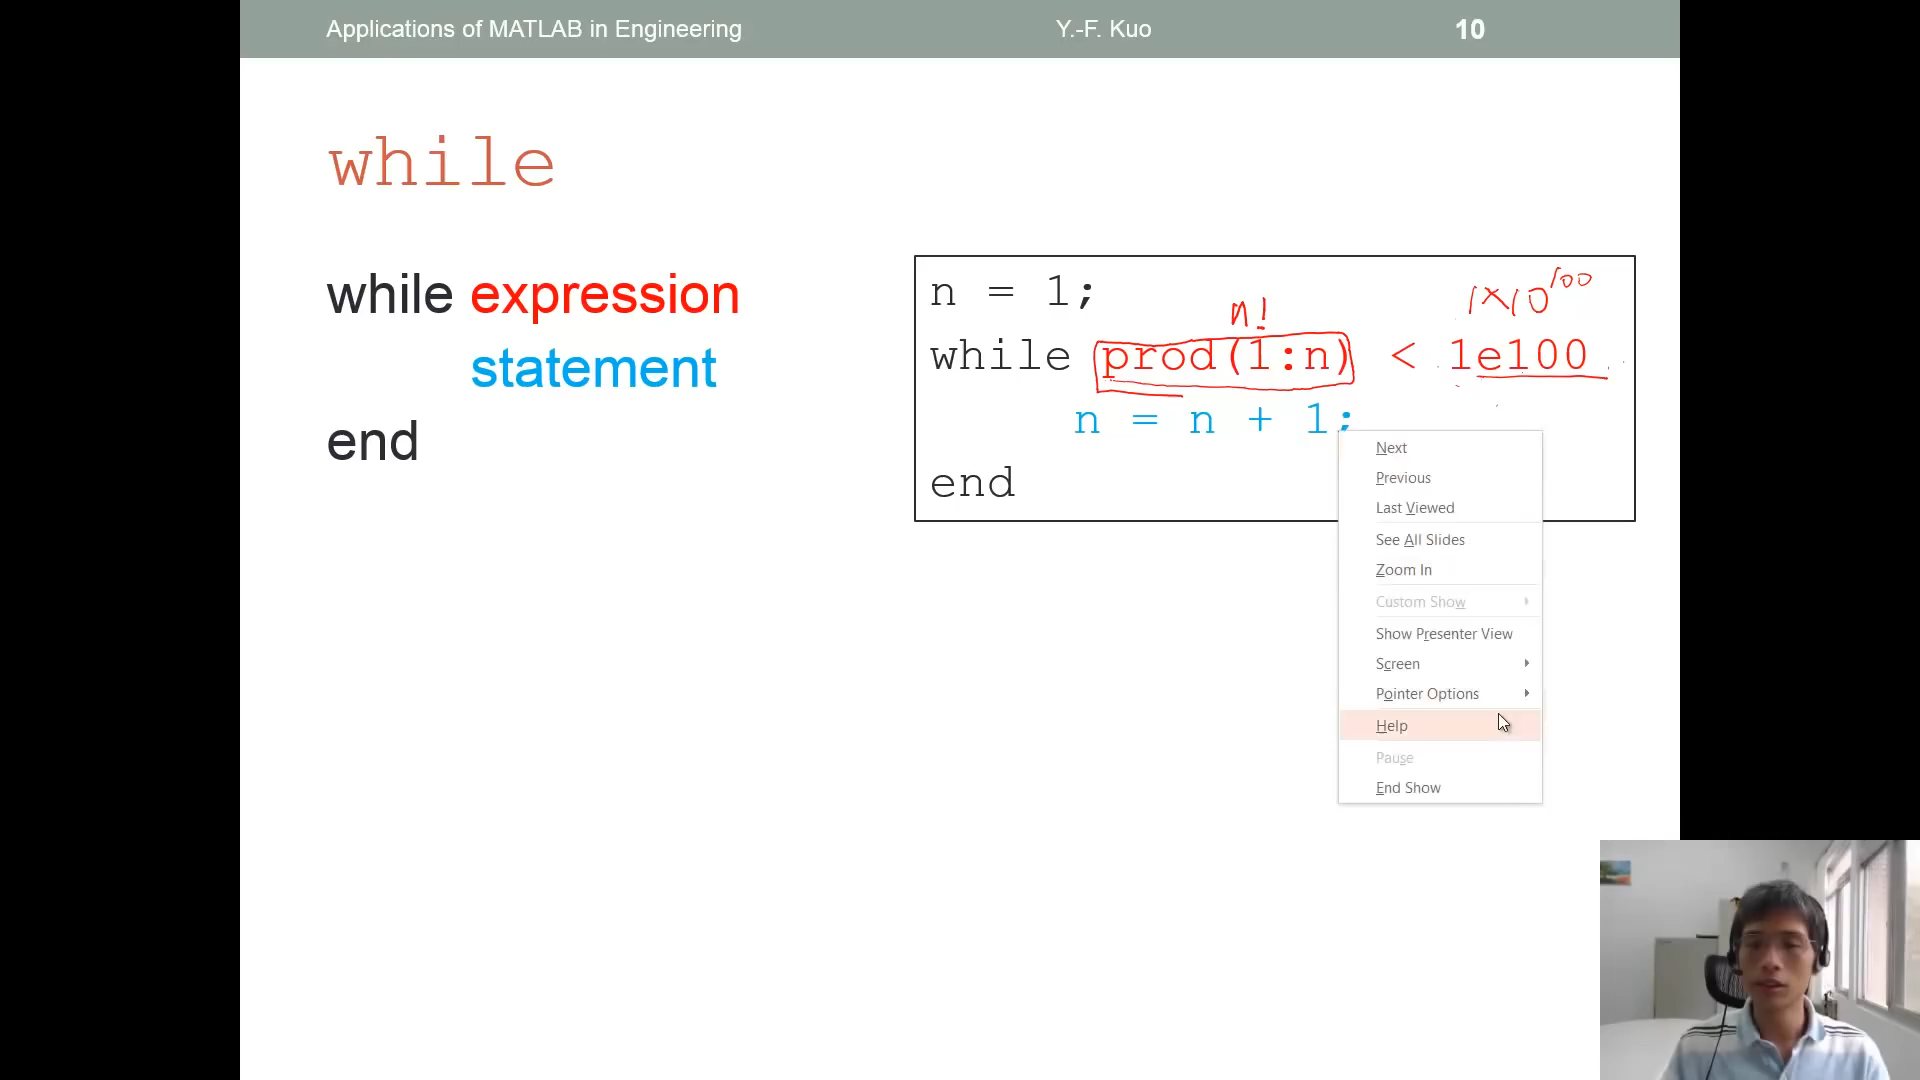 Applications of MATLAB in Engineering Y.-F. Kuo 10
while
while expression
statement
end
n = 1;
n!
1×10^100
while prod(1:n) < 1e100
n = n + 1;
end
Next
Previous
Last Viewed
See All Slides
Zoom In
Custom Show
Show Presenter View
Screen
Pointer Options
Help
Pause
End Show